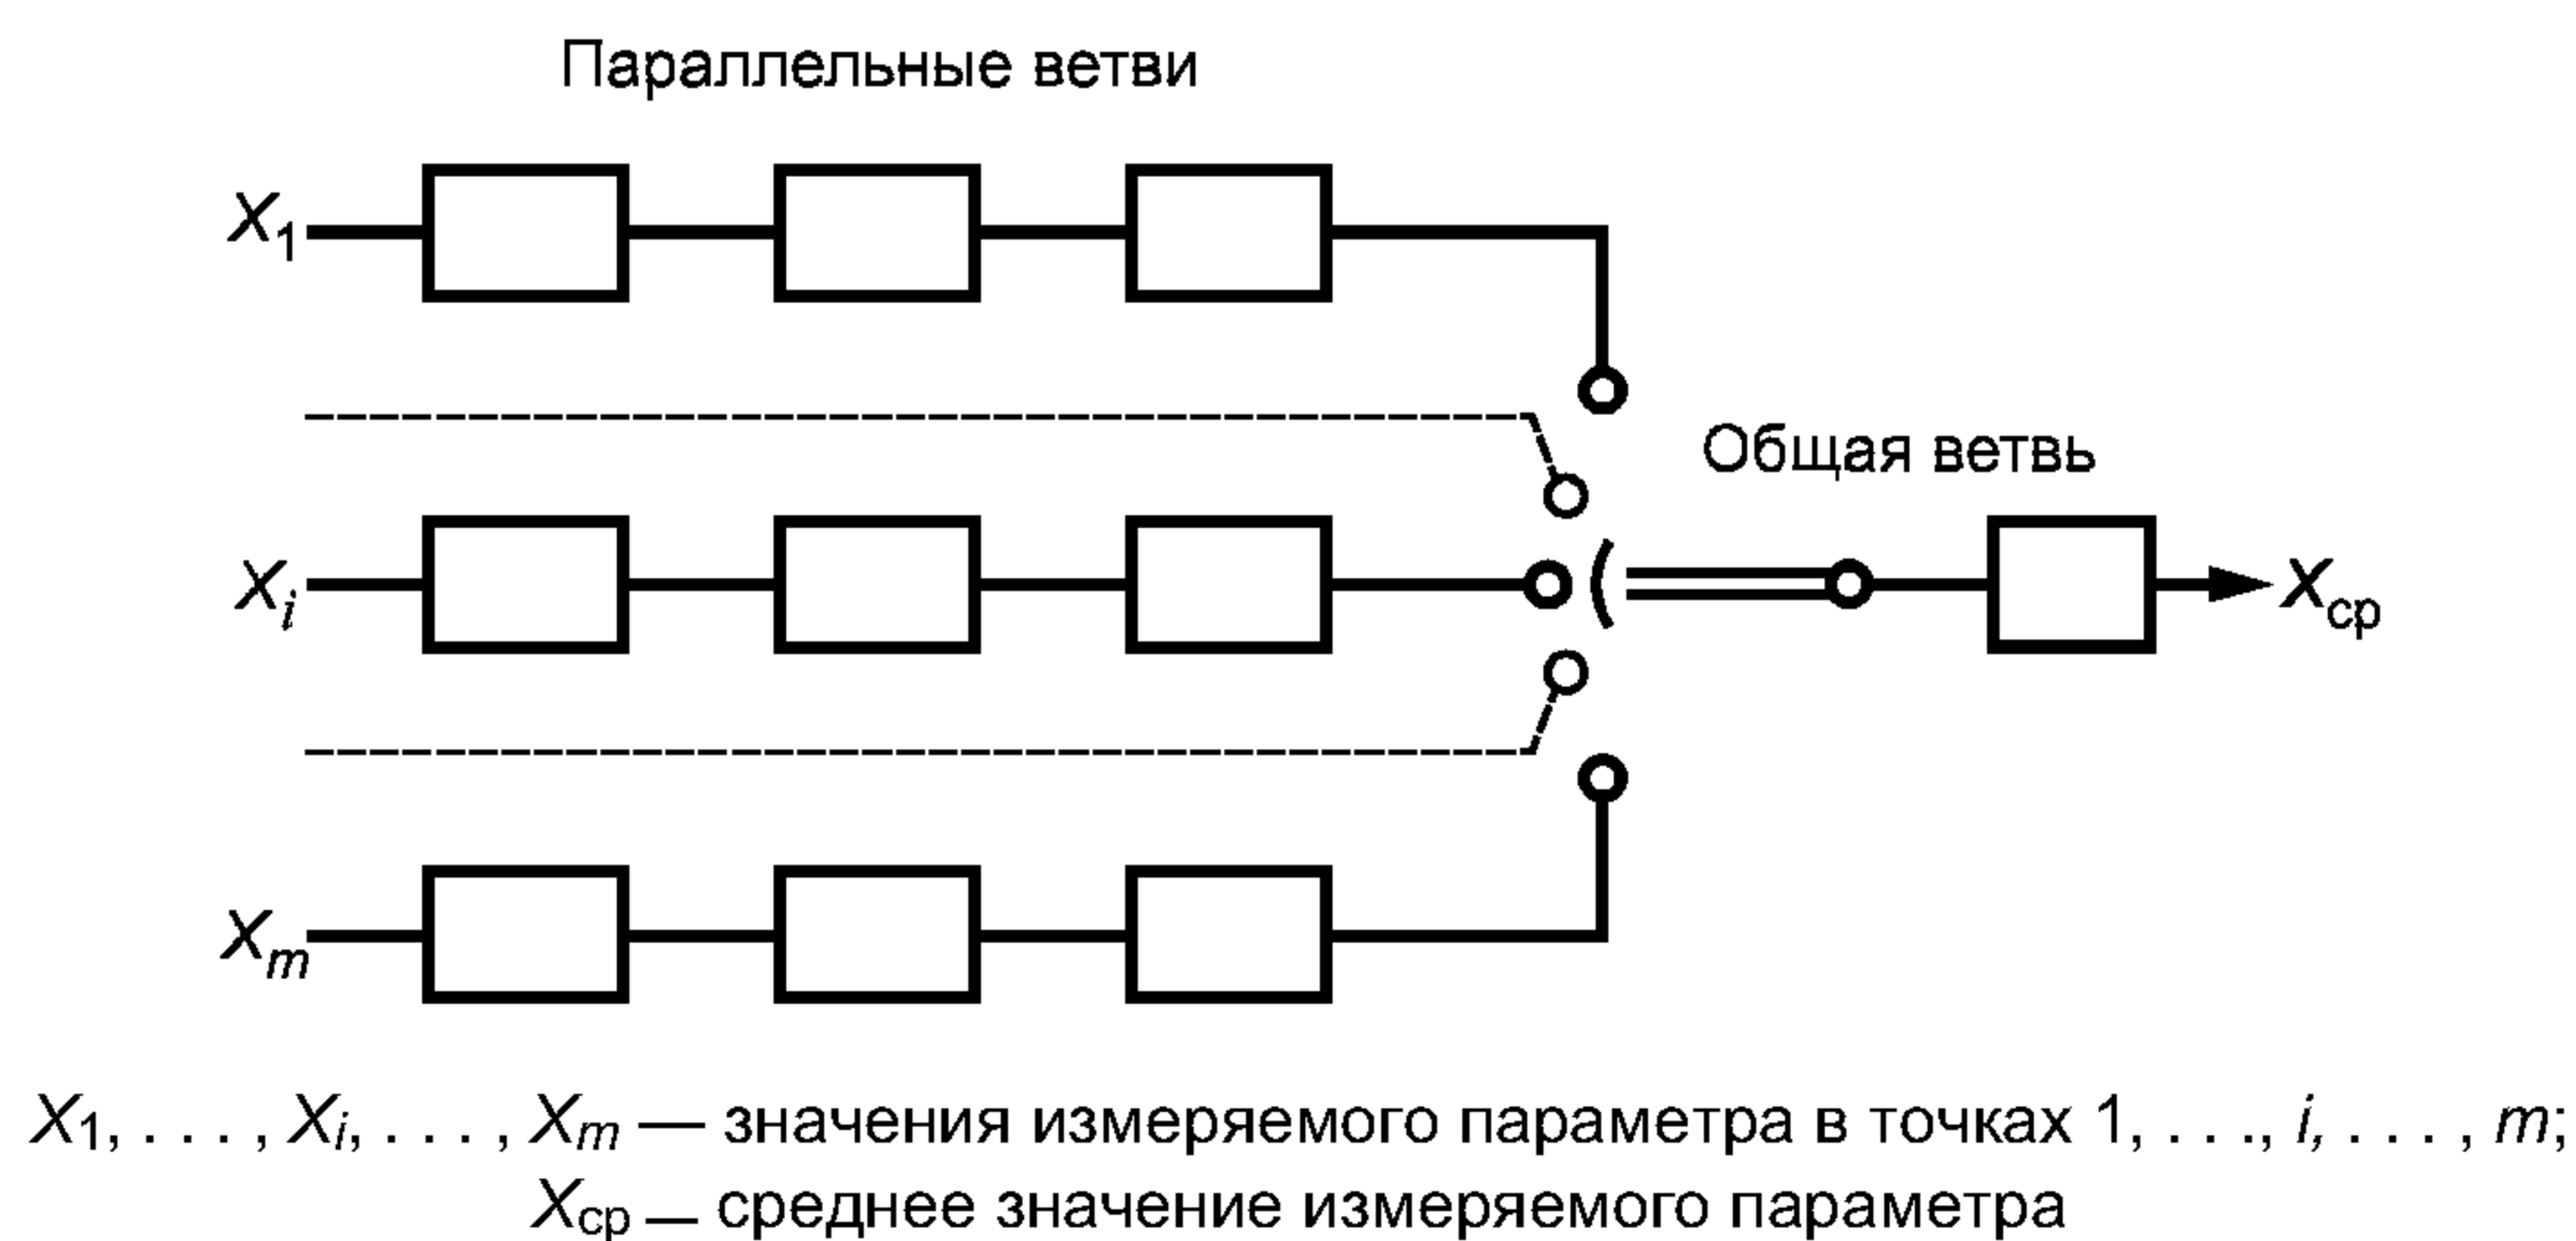 Параллельные ветви
X1
Общая ветвь
Xi
Xср
Xm
X1, . . . , Xi, . . . , Xm — значения измеряемого параметра в точках 1, . . ., i, . . . , m;
Xср — среднее значение измеряемого параметра